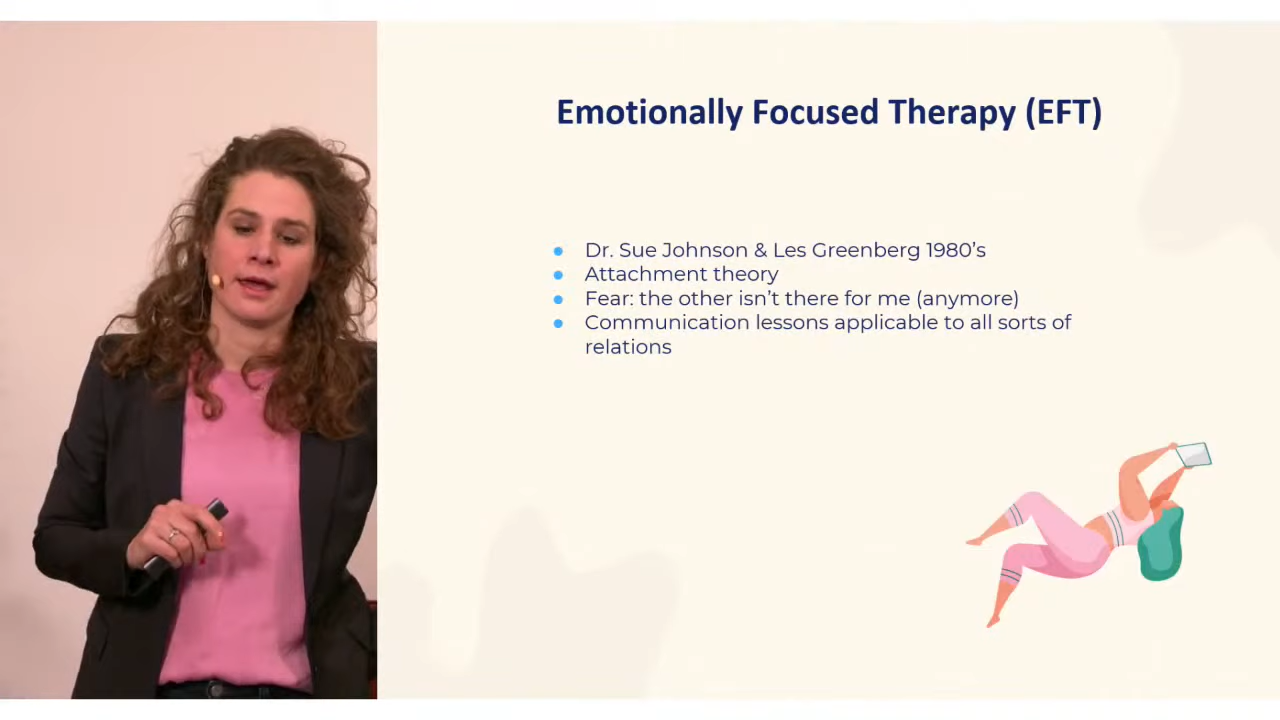 Emotionally Focused Therapy (EFT)
● Dr. Sue Johnson & Les Greenberg 1980’s
● Attachment theory
● Fear: the other isn’t there for me (anymore)
● Communication lessons applicable to all sorts of
relations